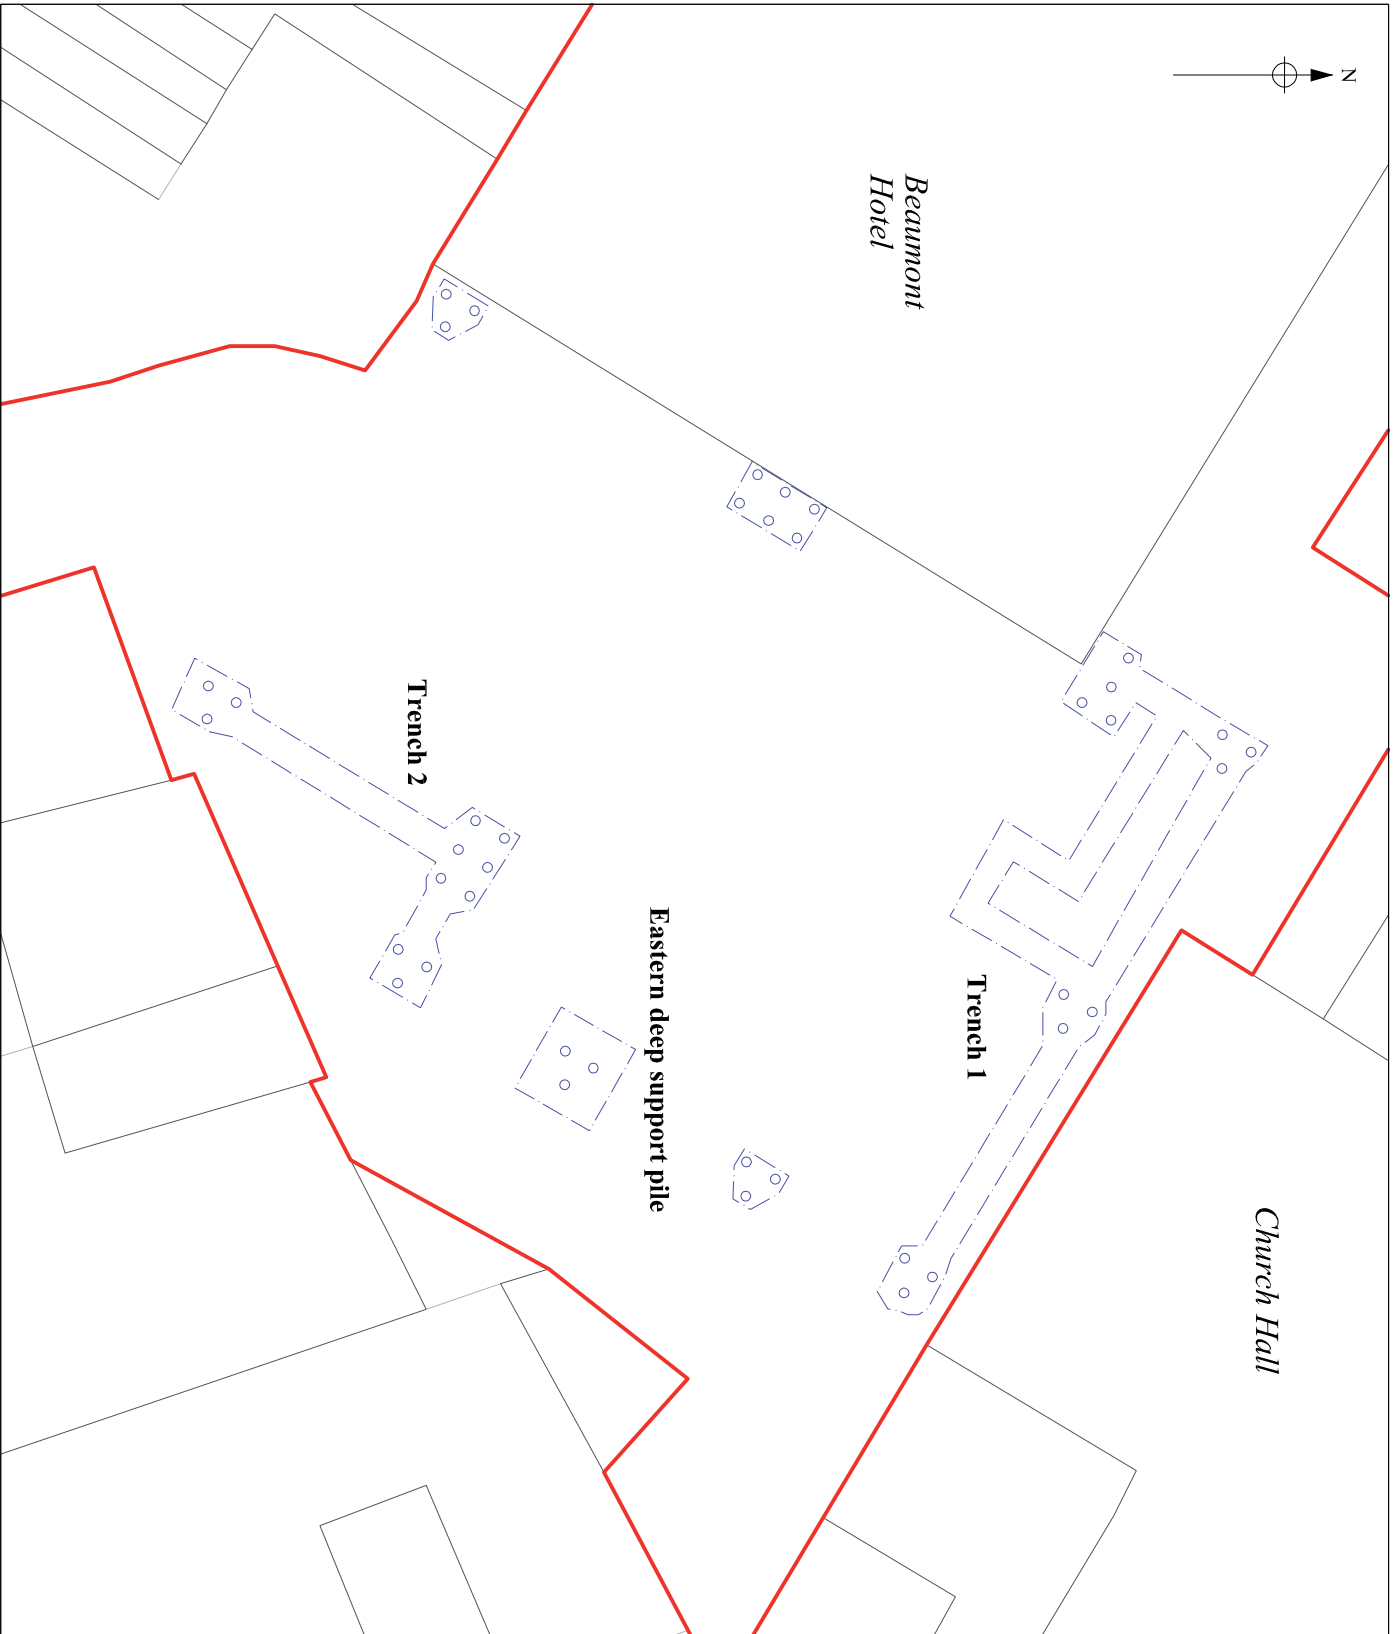 N
Beaumont
Hotel
Church Hall
Trench 1
Eastern deep support pile
Trench 2